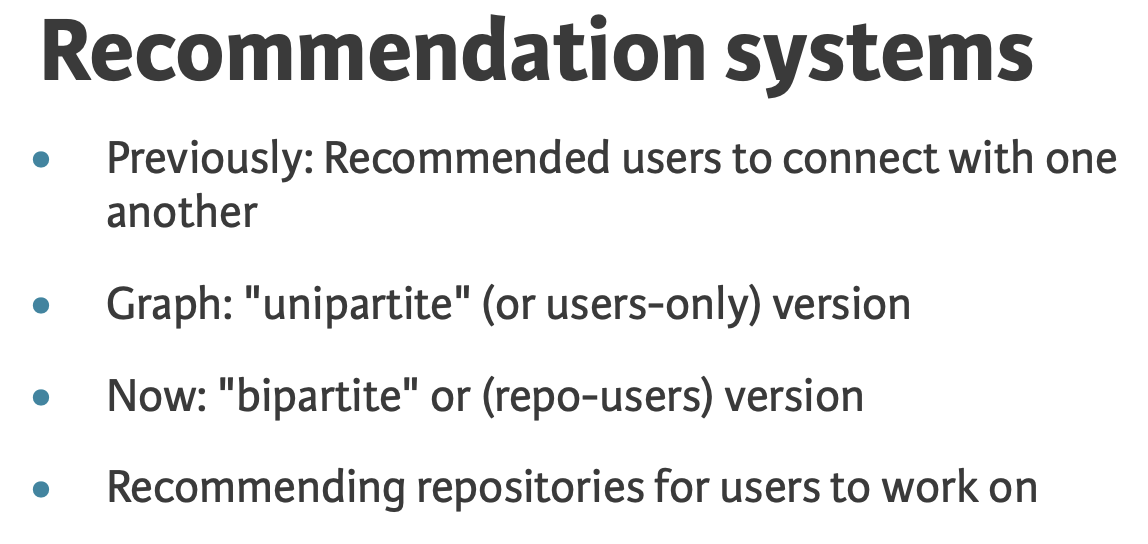 Recommendation systems
• Previously: Recommended users to connect with one
another
• Graph: "unipartite" (or users-only) version
• Now: "bipartite" or (repo-users) version
• Recommending repositories for users to work on